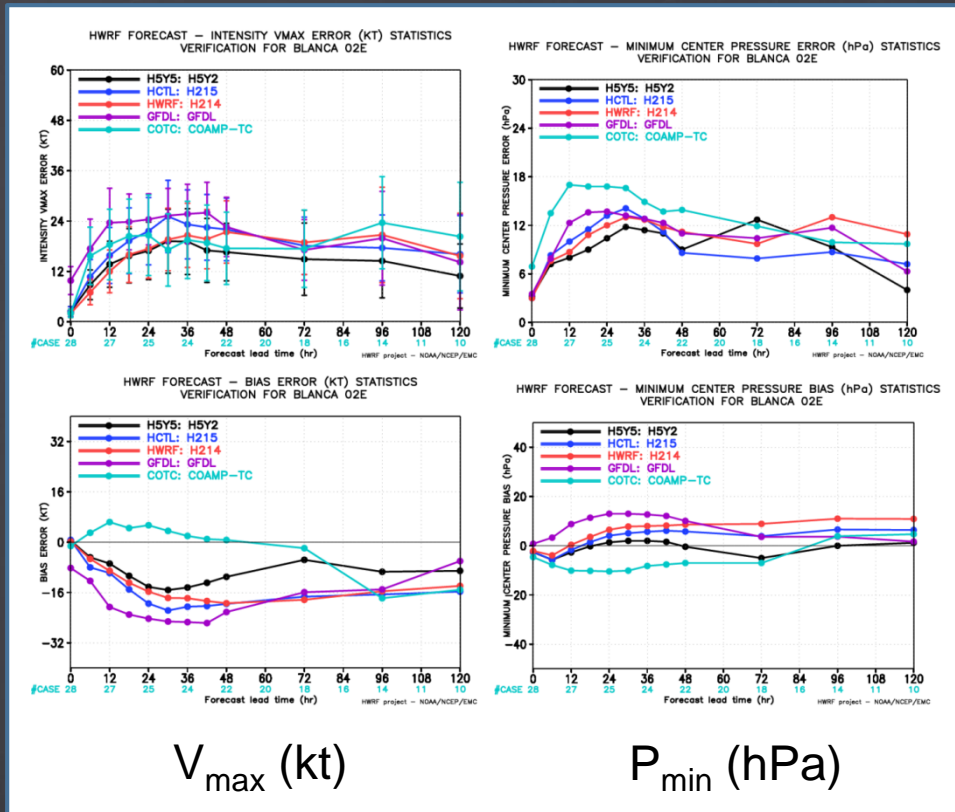 HWRF FORECAST – INTENSITY VMAX ERROR (KT) STATISTICS
VERIFICATION FOR BLANCA 02E
60
48
36
24
12
0
INTENSITY VMAX ERROR (KT)
H5Y5: H5Y2
HCTL: H215
HWRF: H214
GFDL: GFDL
COTC: COAMP–TC
0 12 24 36 48 60 72 84 96 108 120
#CASE 28 27 25 24 22 20 18 16 14 11 10
Forecast lead time (hr)
HWRF project – NOAA/NCEP/EMC
HWRF FORECAST – MINIMUM CENTER PRESSURE ERROR (hPa) STATISTICS
VERIFICATION FOR BLANCA 02E
30
24
18
12
6
0
MINIMUM CENTER PRESSURE ERROR (hPa)
H5Y5: H5Y2
HCTL: H215
HWRF: H214
GFDL: GFDL
COTC: COAMP–TC
0 12 24 36 48 60 72 84 96 108 120
#CASE 28 27 25 24 22 20 18 16 14 11 10
Forecast lead time (hr)
HWRF project – NOAA/NCEP/EMC
HWRF FORECAST – BIAS ERROR (KT) STATISTICS
VERIFICATION FOR BLANCA 02E
32
16
0
–16
–32
BIAS ERROR (KT)
H5Y5: H5Y2
HCTL: H215
HWRF: H214
GFDL: GFDL
COTC: COAMP–TC
0 12 24 36 48 60 72 84 96 108 120
#CASE 28 27 25 24 22 20 18 16 14 11 10
Forecast lead time (hr)
HWRF project – NOAA/NCEP/EMC
HWRF FORECAST – MINIMUM CENTER PRESSURE BIAS (hPa) STATISTICS
VERIFICATION FOR BLANCA 02E
40
20
0
–20
–40
MINIMUM CENTER PRESSURE BIAS (hPa)
H5Y5: H5Y2
HCTL: H215
HWRF: H214
GFDL: GFDL
COTC: COAMP–TC
0 12 24 36 48 60 72 84 96 108 120
#CASE 28 27 25 24 22 20 18 16 14 11 10
Forecast lead time (hr)
HWRF project – NOAA/NCEP/EMC
Vmax (kt)
Pmin (hPa)